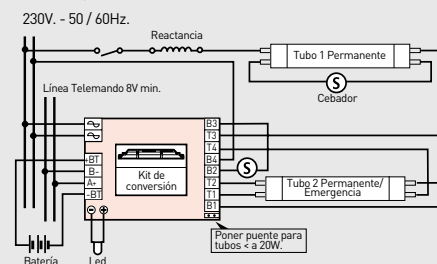 230V. - 50 / 60Hz.
Reactancia
Tubo 1 Permanente
S
Cebador
Línea Telemando 8V min.
B3
T3
T4
B4
B2
T2
T1
B1
+BT
B-
A+
-BT
Kit de
conversión
S
Tubo 2 Permanente/
Emergencia
Poner puente para
tubos < a 20W.
Batería
Led